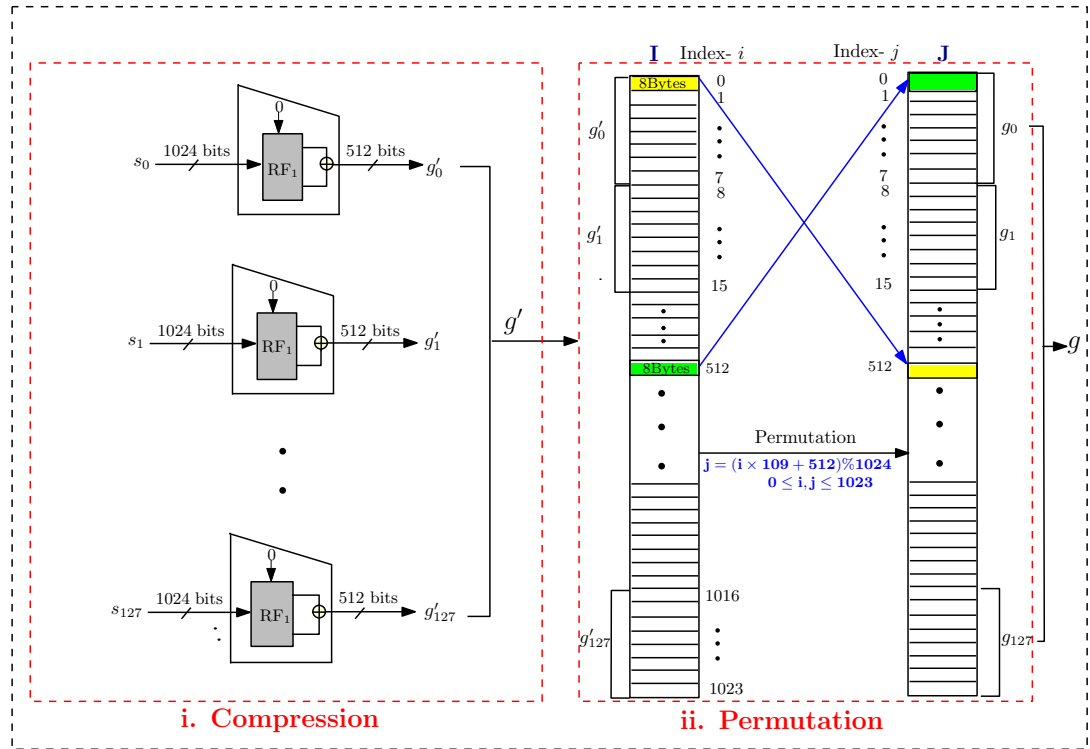 I Index- i Index- j J
0
s₀ 1024 bits RF₁ 512 bits g′₀
0
s₁ 1024 bits RF₁ 512 bits g′₁
0
s₁₂₇ 1024 bits RF₁ 512 bits g′₁₂₇
g′
i. Compression
8Bytes 0 0
1 1
g′₀ g₀
7 7
8 8
g′₁ g₁
15 15
8Bytes 512 512
g
Permutation
j = (i × 109 + 512)%1024
0 ≤ i, j ≤ 1023
1016
g′₁₂₇ g₁₂₇
1023
ii. Permutation